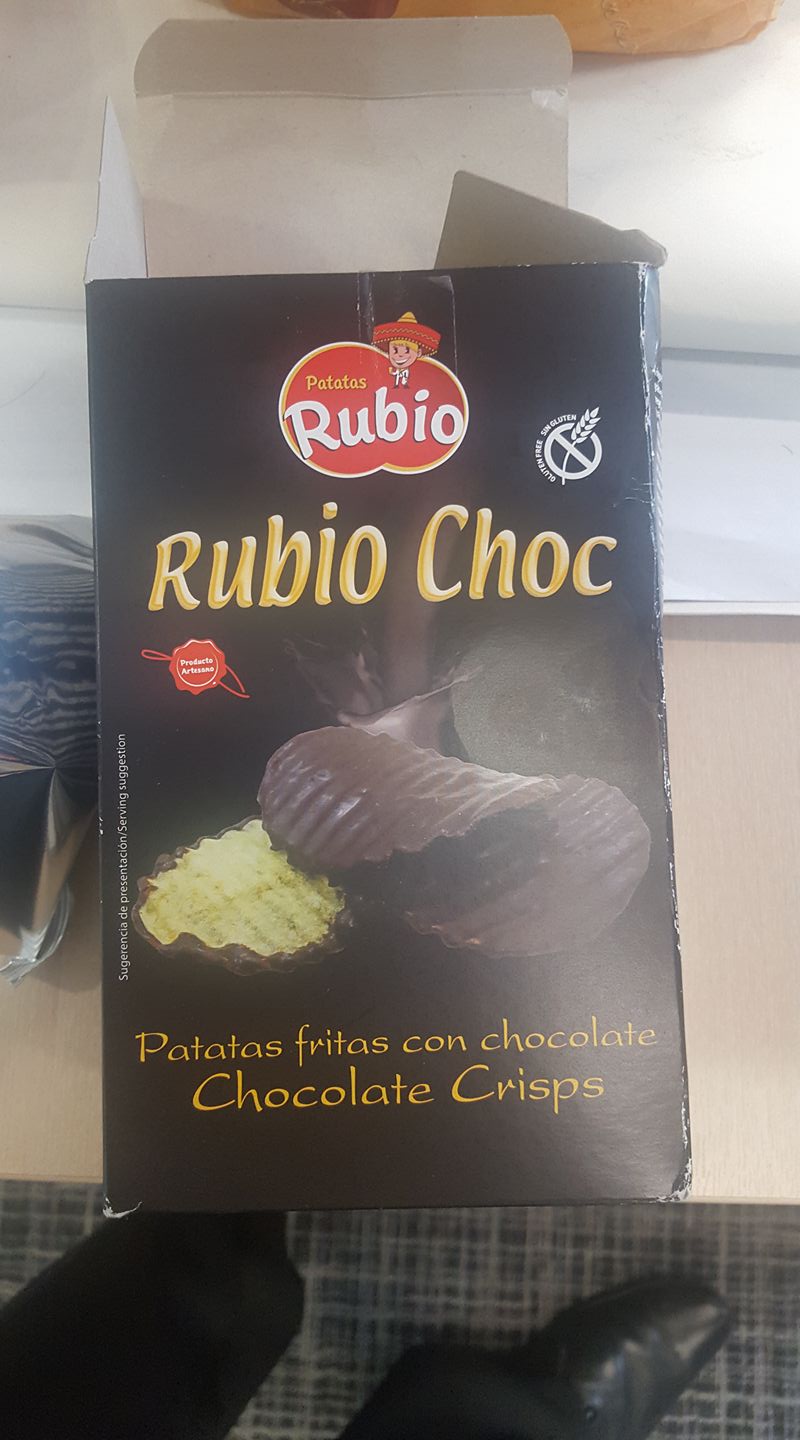 Patatas
Rubio
GLUTEN FREE SIN GLUTEN
Rubio Choc
Producto
Artesano
Sugerencia de presentación/Serving suggestion
Patatas fritas con chocolate
Chocolate Crisps